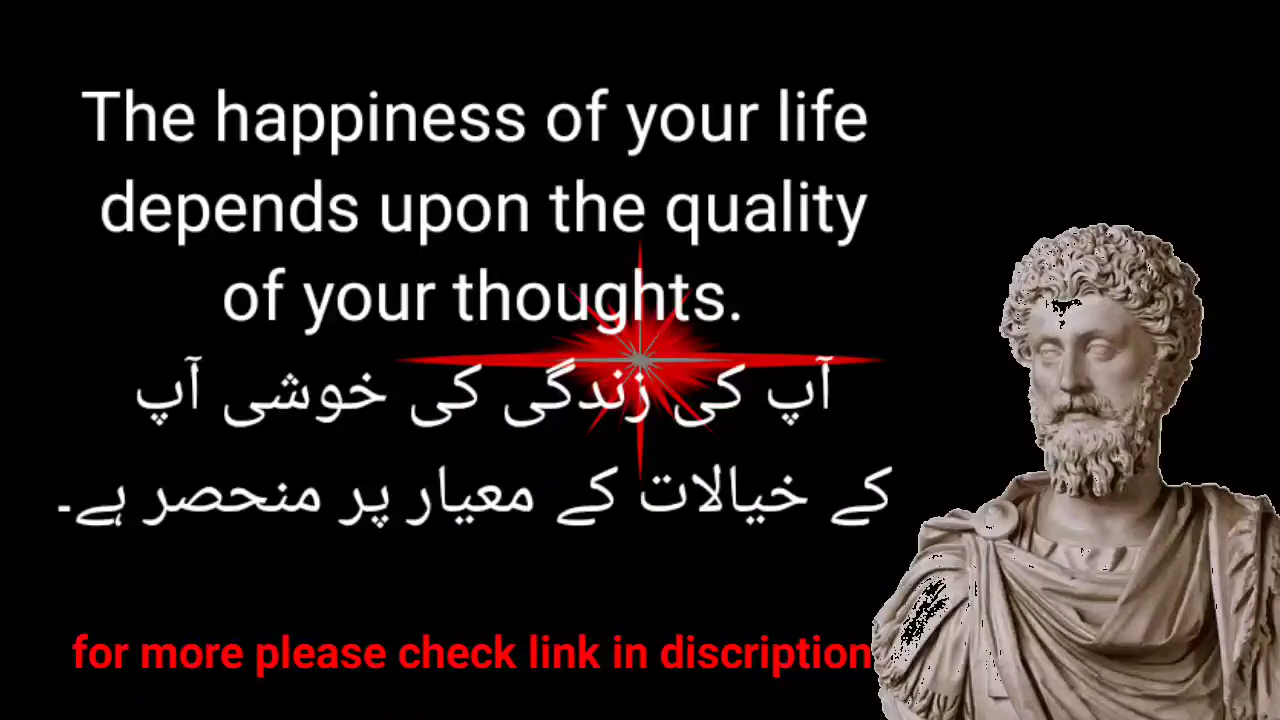 The happiness of your life
depends upon the quality
of your thoughts.
آپ کی زندگی کی خوشی آپ
کے خیالات کے معیار پر منحصر ہے۔
for more please check link in discription